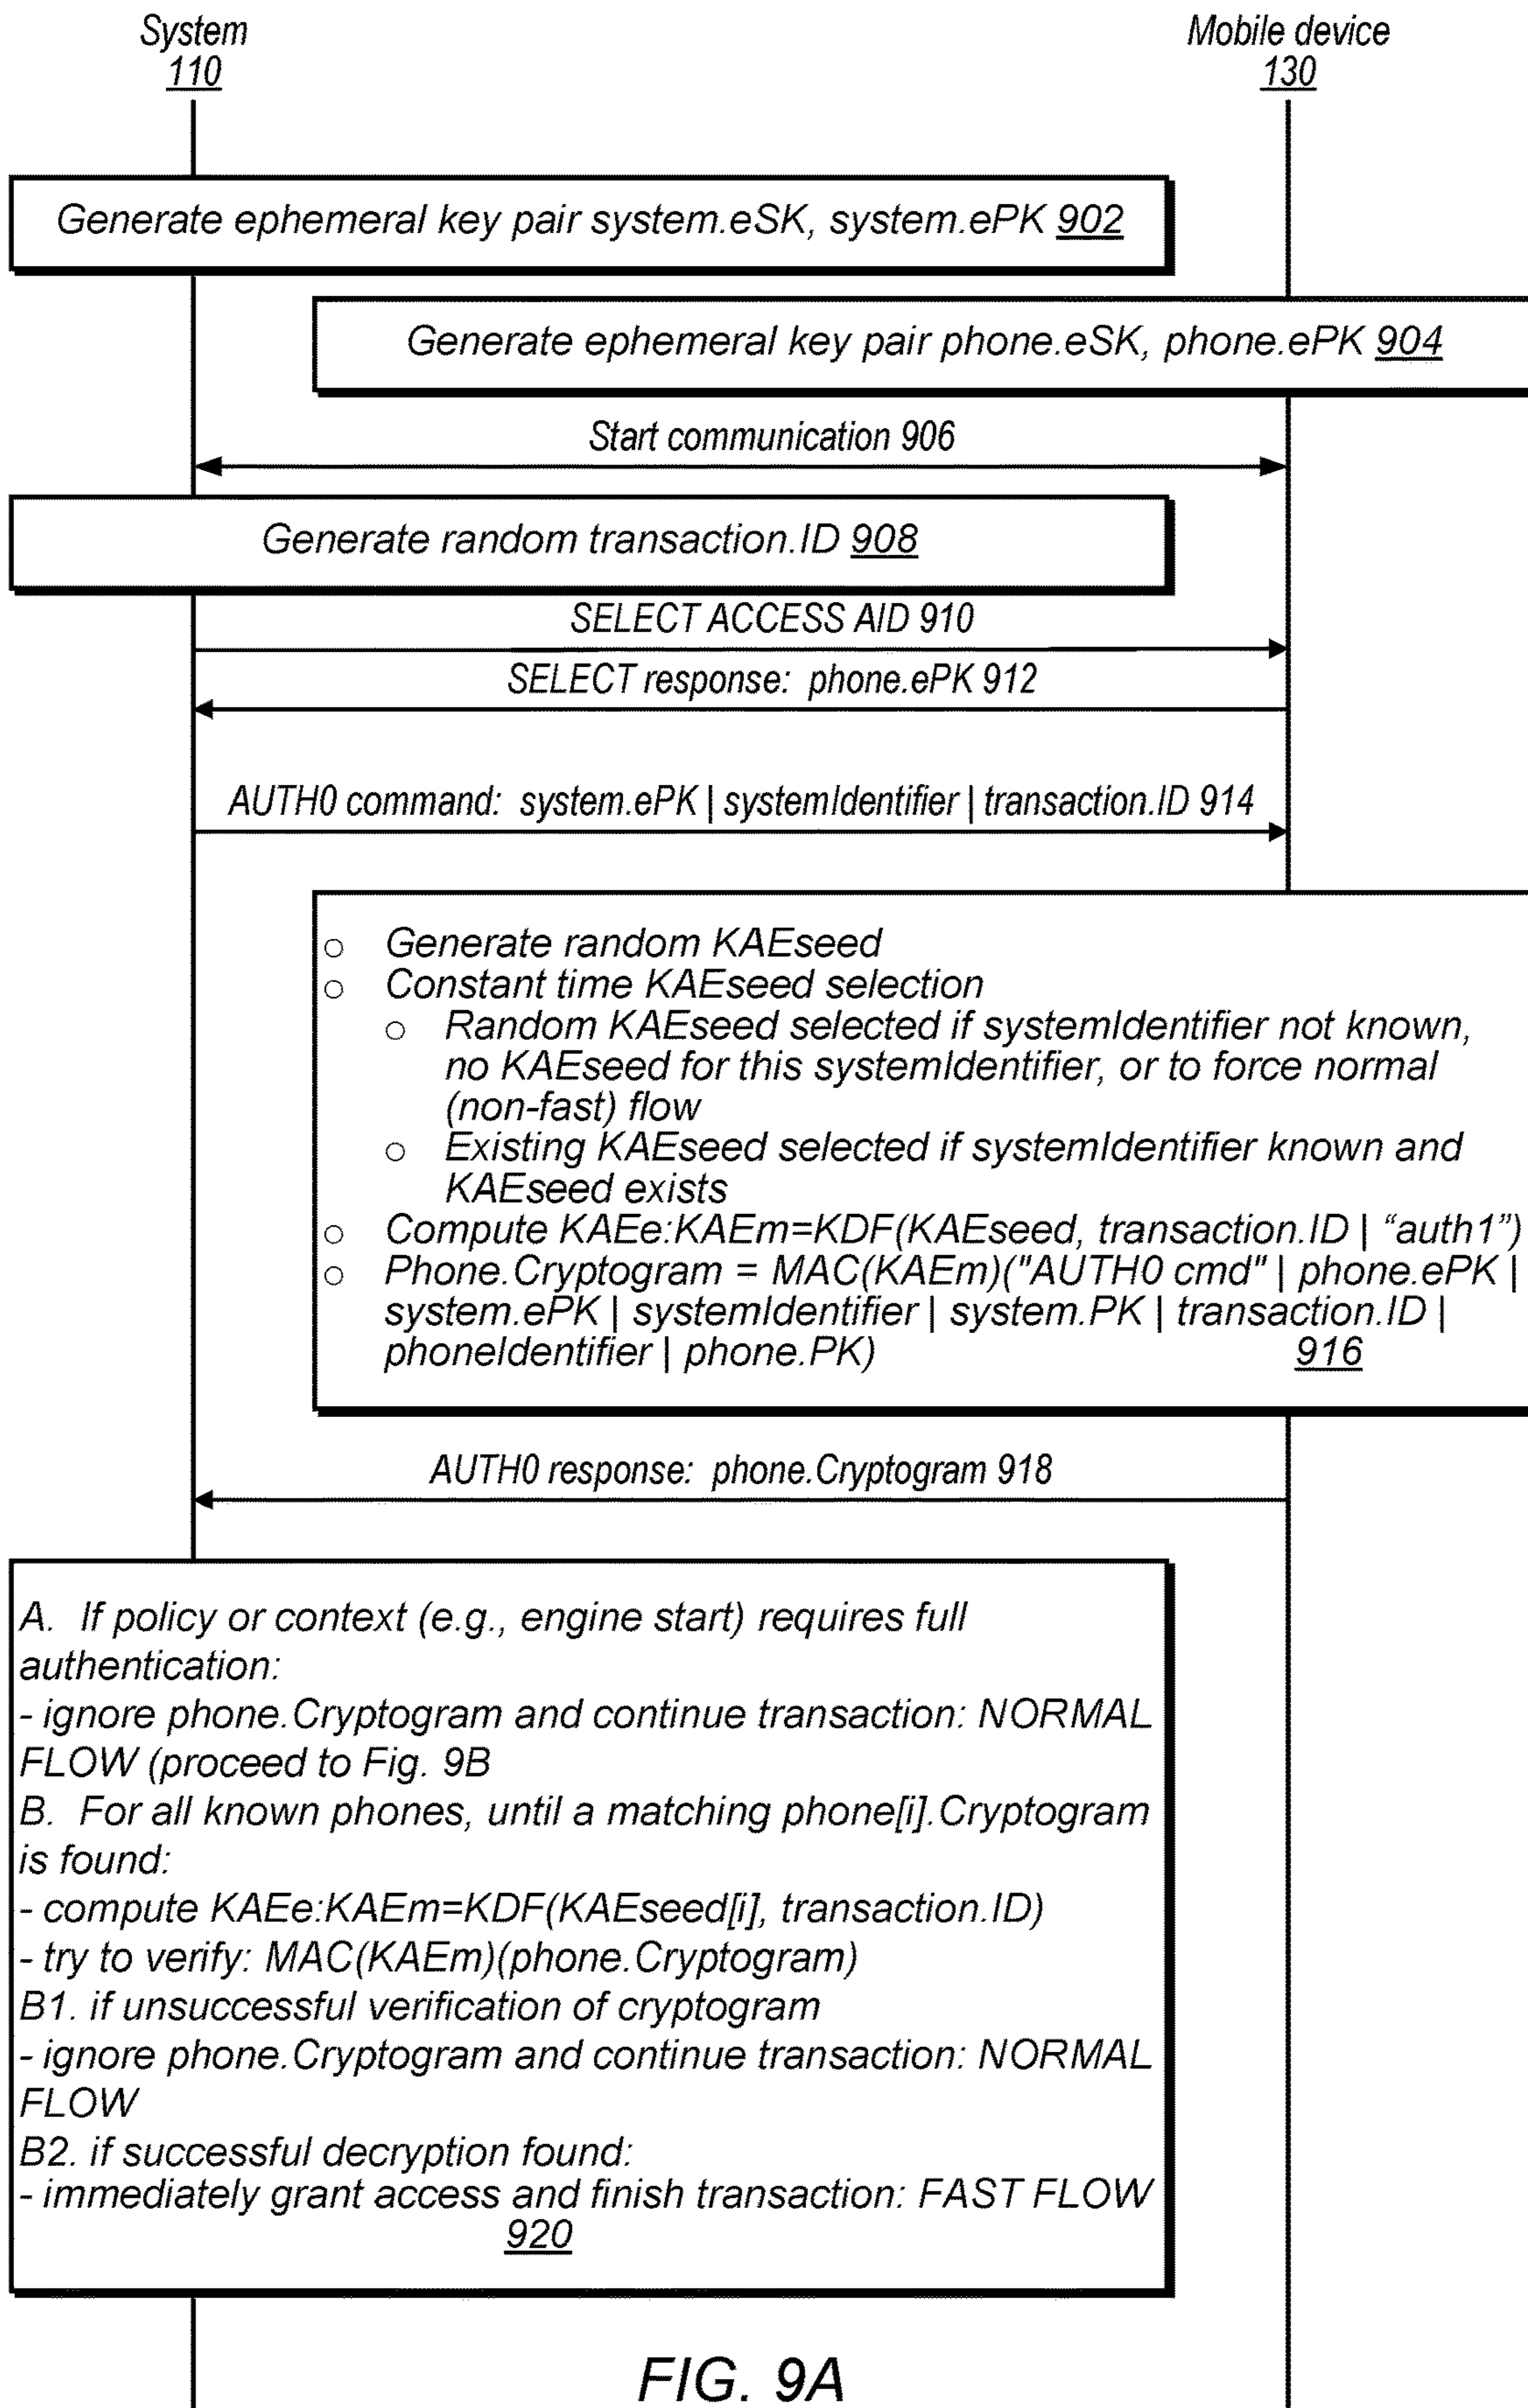 System
110
Mobile device
130
Generate ephemeral key pair system.eSK, system.ePK 902
Generate ephemeral key pair phone.eSK, phone.ePK 904
Start communication 906
Generate random transaction.ID 908
SELECT ACCESS AID 910
SELECT response: phone.ePK 912
AUTH0 command: system.ePK | systemIdentifier | transaction.ID 914
○ Generate random KAEseed
○ Constant time KAEseed selection
○ Random KAEseed selected if systemIdentifier not known,
no KAEseed for this systemIdentifier, or to force normal
(non-fast) flow
○ Existing KAEseed selected if systemIdentifier known and
KAEseed exists
○ Compute KAEe:KAEm=KDF(KAEseed, transaction.ID | “auth1”)
○ Phone.Cryptogram = MAC(KAEm)("AUTH0 cmd" | phone.ePK |
system.ePK | systemIdentifier | system.PK | transaction.ID |
phoneIdentifier | phone.PK) 916
AUTH0 response: phone.Cryptogram 918
A. If policy or context (e.g., engine start) requires full
authentication:
- ignore phone.Cryptogram and continue transaction: NORMAL
FLOW (proceed to Fig. 9B
B. For all known phones, until a matching phone[i].Cryptogram
is found:
- compute KAEe:KAEm=KDF(KAEseed[i], transaction.ID)
- try to verify: MAC(KAEm)(phone.Cryptogram)
B1. if unsuccessful verification of cryptogram
- ignore phone.Cryptogram and continue transaction: NORMAL
FLOW
B2. if successful decryption found:
- immediately grant access and finish transaction: FAST FLOW
920
FIG. 9A